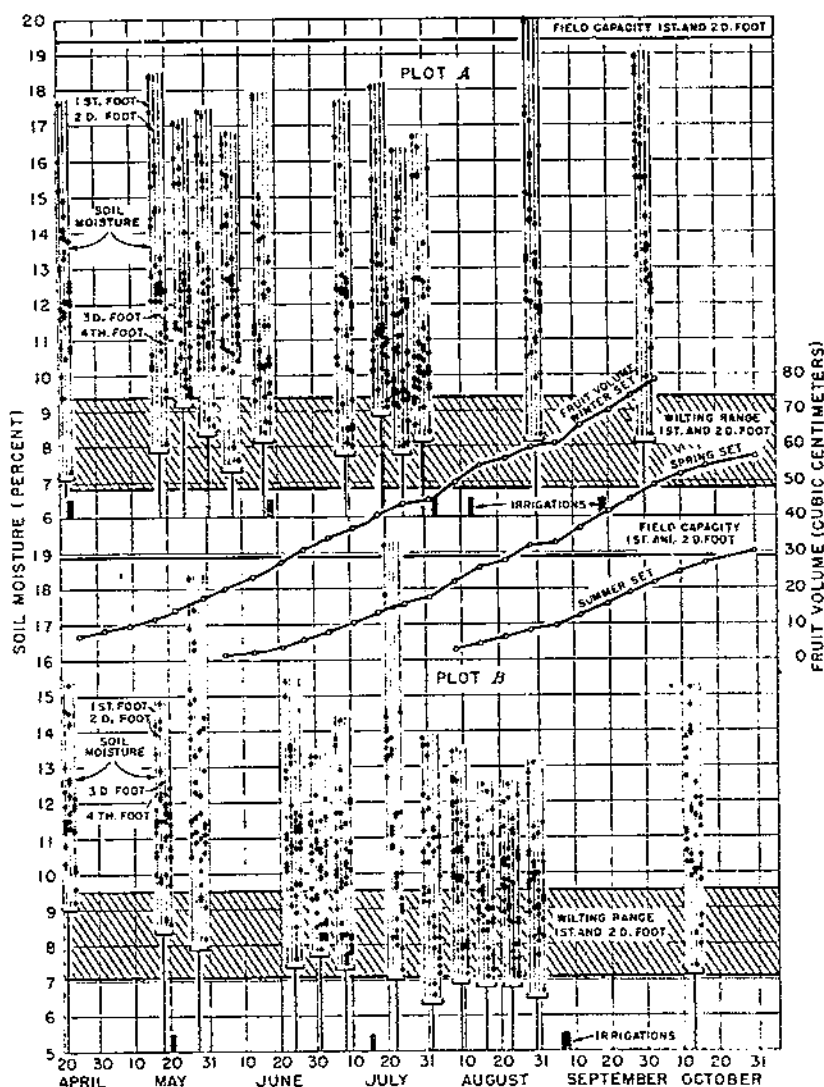 FIELD CAPACITY 1ST. AND 2D. FOOT
PLOT A
1 ST. FOOT
2 D. FOOT
SOIL
MOISTURE
3 D. FOOT
4 TH. FOOT
FRUIT VOLUME
WINTER SET
WILTING RANGE
1ST. AND 2D. FOOT
SPRING SET
IRRIGATIONS
FIELD CAPACITY
1ST. AND 2D. FOOT
SUMMER SET
PLOT B
1 ST. FOOT
2 D. FOOT
SOIL
MOISTURE
3 D. FOOT
4 TH. FOOT
WILTING RANGE
1ST. AND 2D. FOOT
IRRIGATIONS
SOIL MOISTURE (PERCENT)
20
19
18
17
16
15
14
13
12
11
10
9
8
7
6
19
18
17
16
15
14
13
12
11
10
9
8
7
6
5
FRUIT VOLUME (CUBIC CENTIMETERS)
80
70
60
50
40
30
20
10
0
20 30 10 20 31 10 20 30 10 20 31 10 20 31 10 20 30 10 20 31
APRIL MAY JUNE JULY AUGUST SEPTEMBER OCTOBER